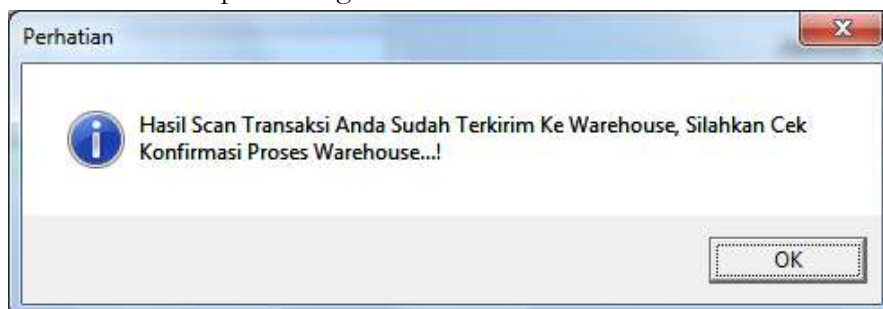 Perhatian
Hasil Scan Transaksi Anda Sudah Terkirim Ke Warehouse, Silahkan Cek
Konfirmasi Proses Warehouse...!
OK